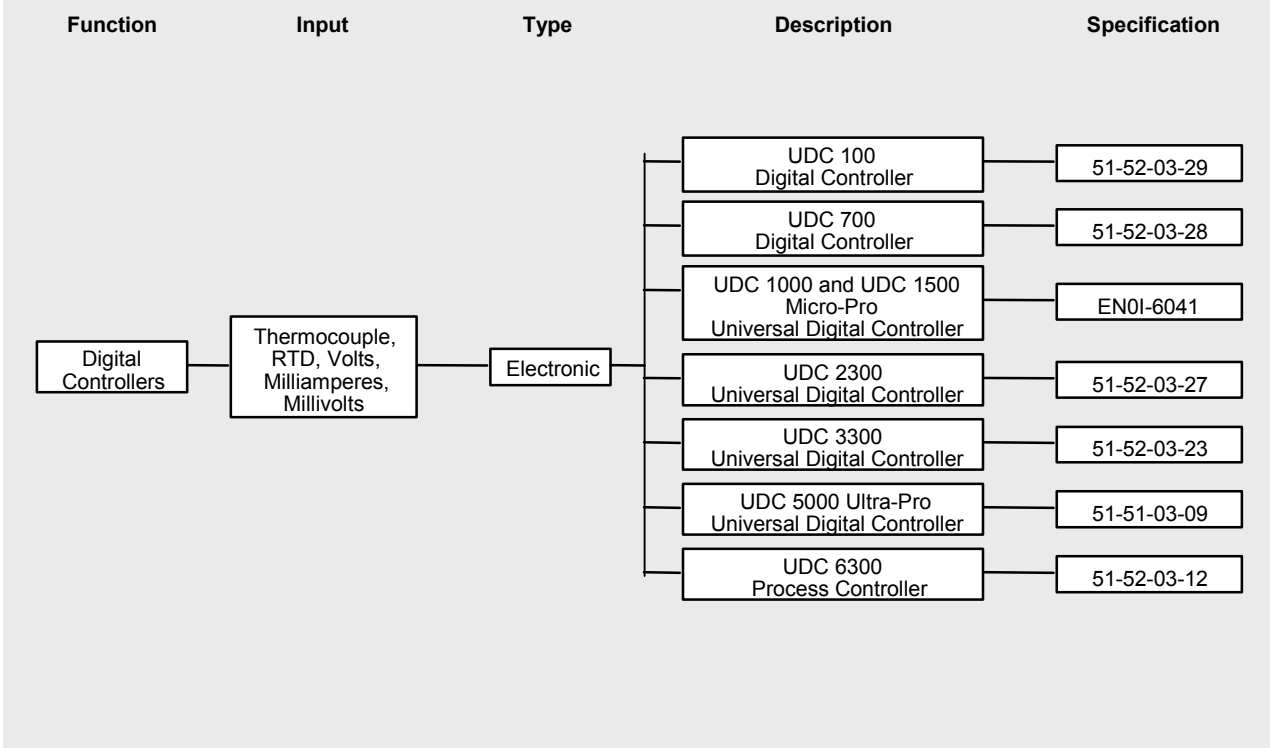 Function Input Type Description Specification
UDC 100
Digital Controller
51-52-03-29
UDC 700
Digital Controller
51-52-03-28
UDC 1000 and UDC 1500
Micro-Pro
Universal Digital Controller
EN0I-6041
Digital
Controllers
Thermocouple,
RTD, Volts,
Milliamperes,
Millivolts
Electronic
UDC 2300
Universal Digital Controller
51-52-03-27
UDC 3300
Universal Digital Controller
51-52-03-23
UDC 5000 Ultra-Pro
Universal Digital Controller
51-51-03-09
UDC 6300
Process Controller
51-52-03-12